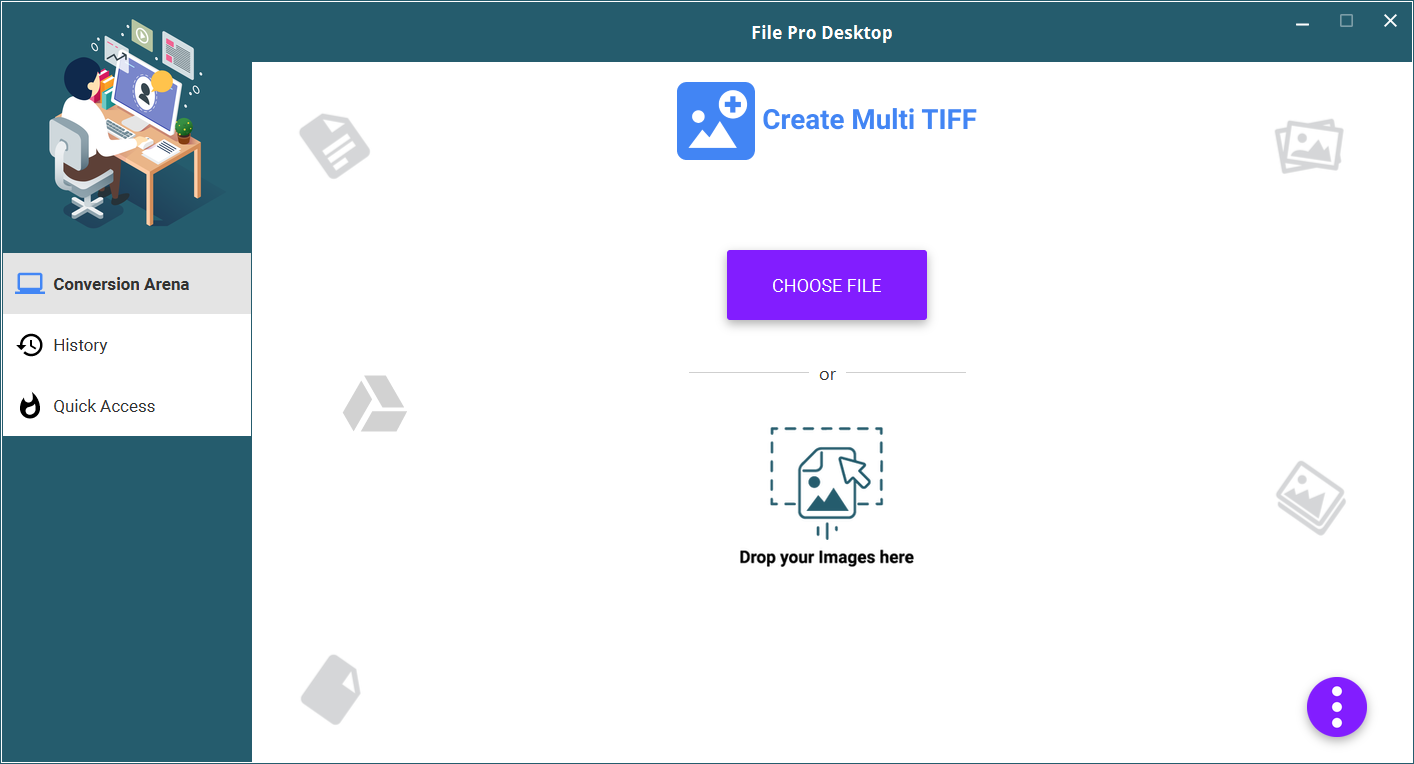 File Pro Desktop
Create Multi TIFF
Conversion Arena
History
Quick Access
CHOOSE FILE
or
Drop your Images here